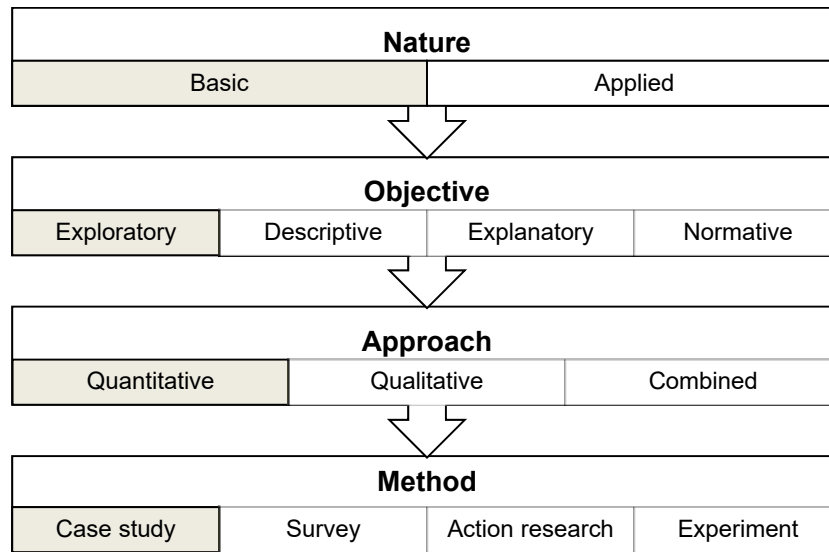 Nature
Basic Applied
Objective
Exploratory Descriptive Explanatory Normative
Approach
Quantitative Qualitative Combined
Method
Case study Survey Action research Experiment